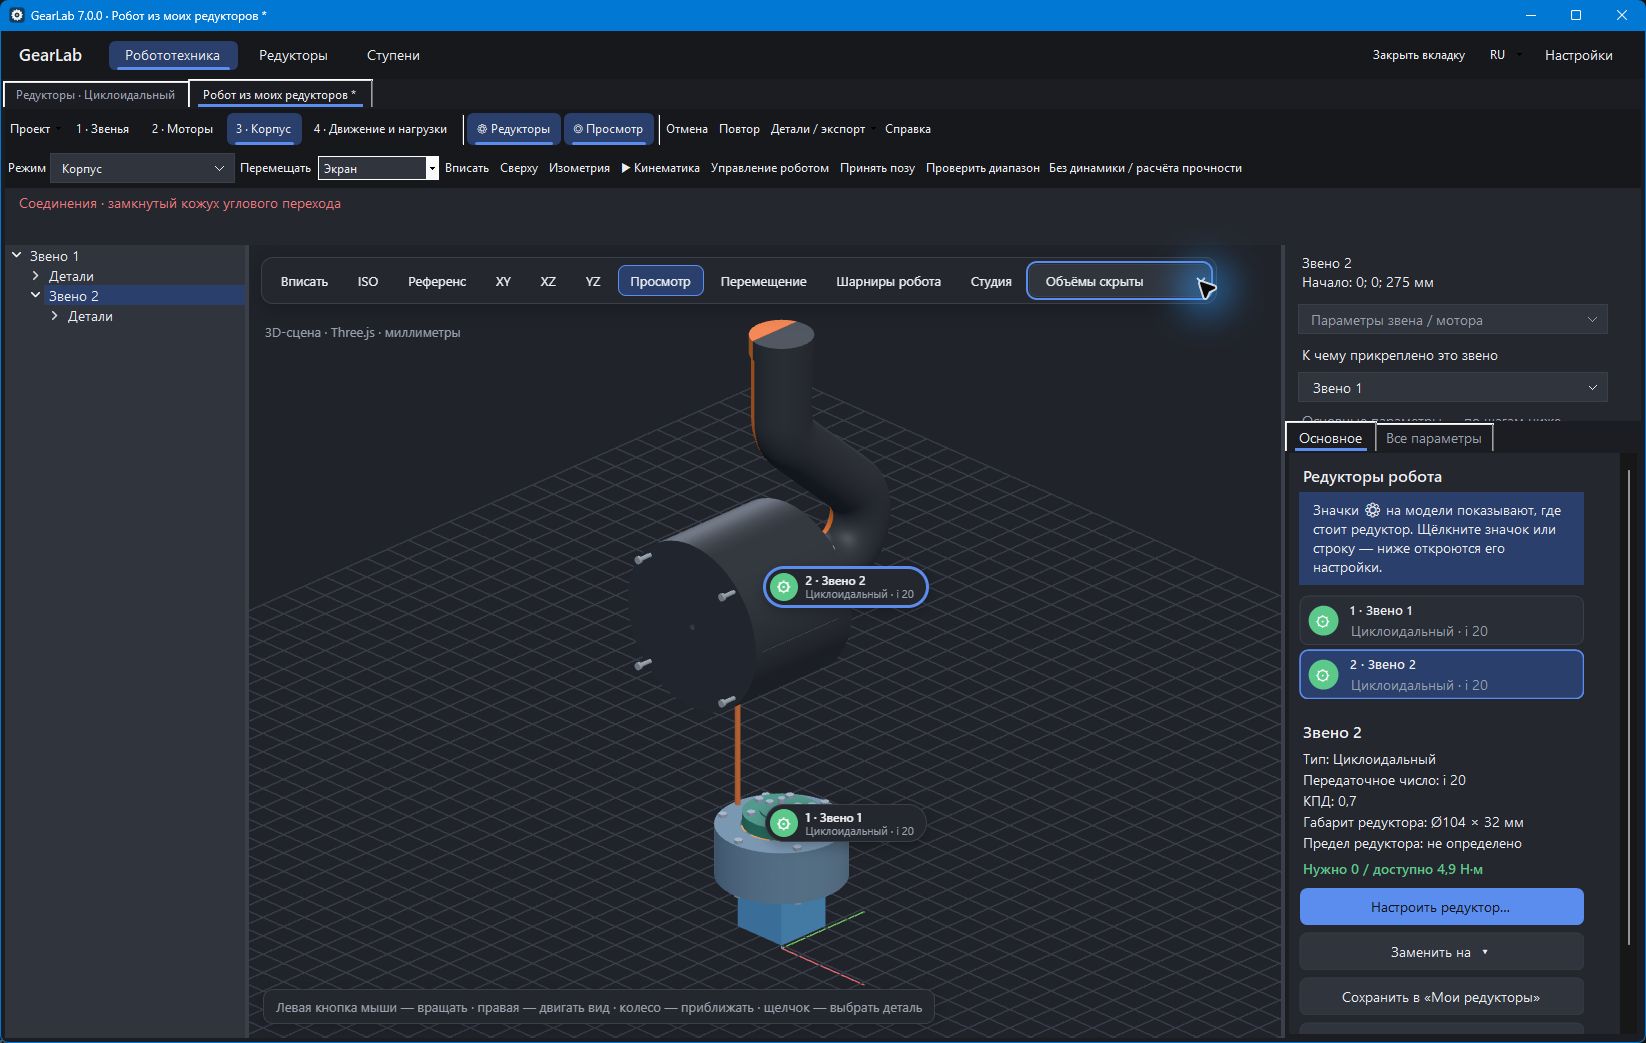 GearLab 7.0.0 · Робот из моих редукторов *
GearLab
Робототехника
Редукторы
Ступени
Закрыть вкладку
RU
Настройки
Редукторы · Циклоидальный
Робот из моих редукторов *
Проект
1 · Звенья
2 · Моторы
3 · Корпус
4 · Движение и нагрузки
Редукторы
Просмотр
Отмена
Повтор
Детали / экспорт
Справка
Режим
Корпус
Перемещать
Экран
Вписать
Сверху
Изометрия
▶ Кинематика
Управление роботом
Принять позу
Проверить диапазон
Без динамики / расчёта прочности
Соединения · замкнутый кожух углового перехода
Звено 1
Детали
Звено 2
Детали
Вписать
ISO
Референс
XY
XZ
YZ
Просмотр
Перемещение
Шарниры робота
Студия
Объёмы скрыты
3D-сцена · Three.js · миллиметры
2 · Звено 2
Циклоидальный · i 20
1 · Звено 1
Циклоидальный · i 20
Левая кнопка мыши — вращать · правая — двигать вид · колесо — приближать · щелчок — выбрать деталь
Звено 2
Начало: 0; 0; 275 мм
Параметры звена / мотора
К чему прикреплено это звено
Звено 1
Основные параметры — по шагам ниже
Основное
Все параметры
Редукторы робота
Значки на модели показывают, где
стоит редуктор. Щёлкните значок или
строку — ниже откроются его
настройки.
1 · Звено 1
Циклоидальный · i 20
2 · Звено 2
Циклоидальный · i 20
Звено 2
Тип: Циклоидальный
Передаточное число: i 20
КПД: 0,7
Габарит редуктора: Ø104 × 32 мм
Предел редуктора: не определено
Нужно 0 / доступно 4,9 Н·м
Настроить редуктор...
Заменить на ▼
Сохранить в «Мои редукторы»